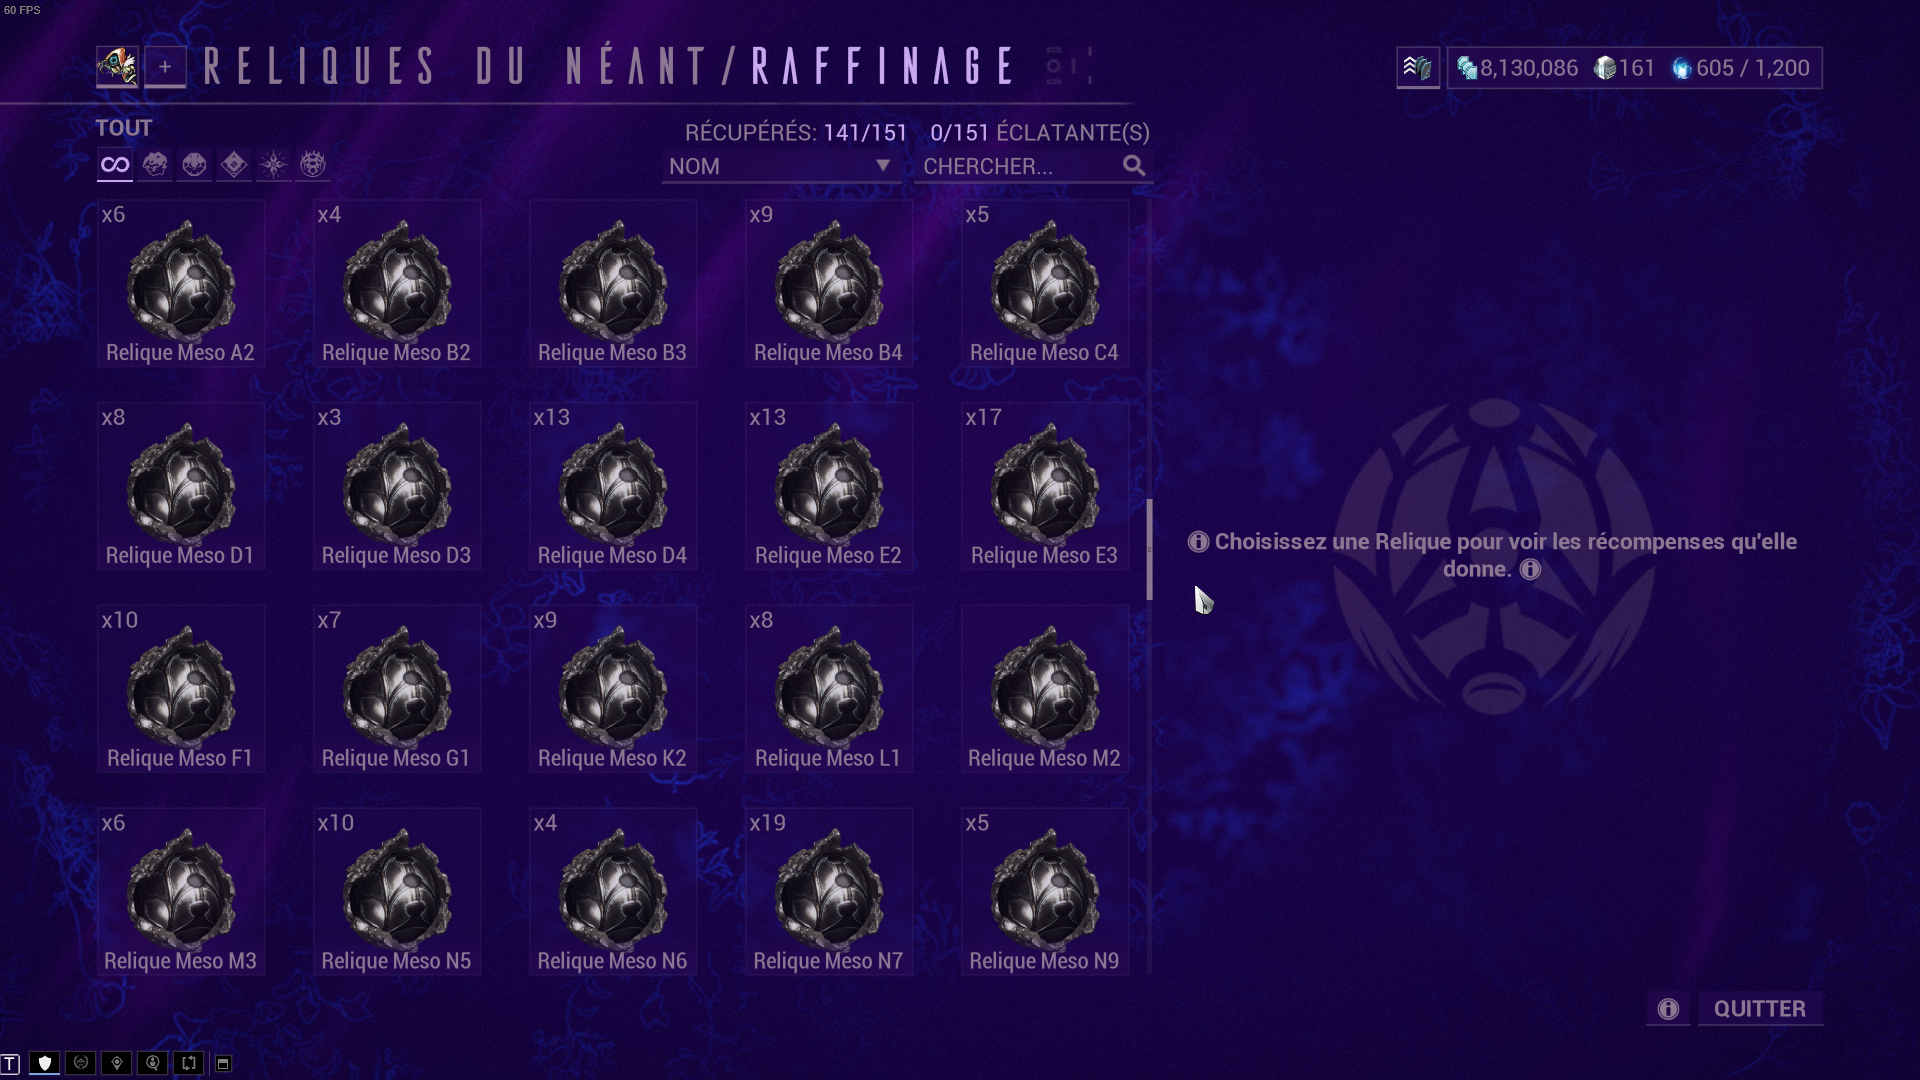 60 FPS
+ RELIQUES DU NÉANT/RAFFINAGE
8,130,086 161 605 / 1,200
TOUT
RÉCUPÉRÉS: 141/151 0/151 ÉCLATANTE(S)
NOM CHERCHER...
x6 x4 x9 x5
Relique Meso A2 Relique Meso B2 Relique Meso B3 Relique Meso B4 Relique Meso C4
x8 x3 x13 x13 x17
Relique Meso D1 Relique Meso D3 Relique Meso D4 Relique Meso E2 Relique Meso E3
Choisissez une Relique pour voir les récompenses qu'elle
donne.
x10 x7 x9 x8
Relique Meso F1 Relique Meso G1 Relique Meso K2 Relique Meso L1 Relique Meso M2
x6 x10 x4 x19 x5
Relique Meso M3 Relique Meso N5 Relique Meso N6 Relique Meso N7 Relique Meso N9
QUITTER
T